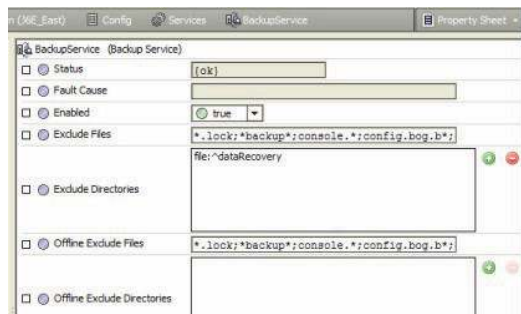 n (J6E_East) Config Services BackupService Property Sheet
BackupService (Backup Service)
Status {ok}
Fault Cause
Enabled true
Exclude Files *.lock;*backup*;console.*;config.bog.b*;
file:^dataRecovery
Exclude Directories
Offline Exclude Files *.lock;*backup*;console.*;config.bog.b*;
Offline Exclude Directories